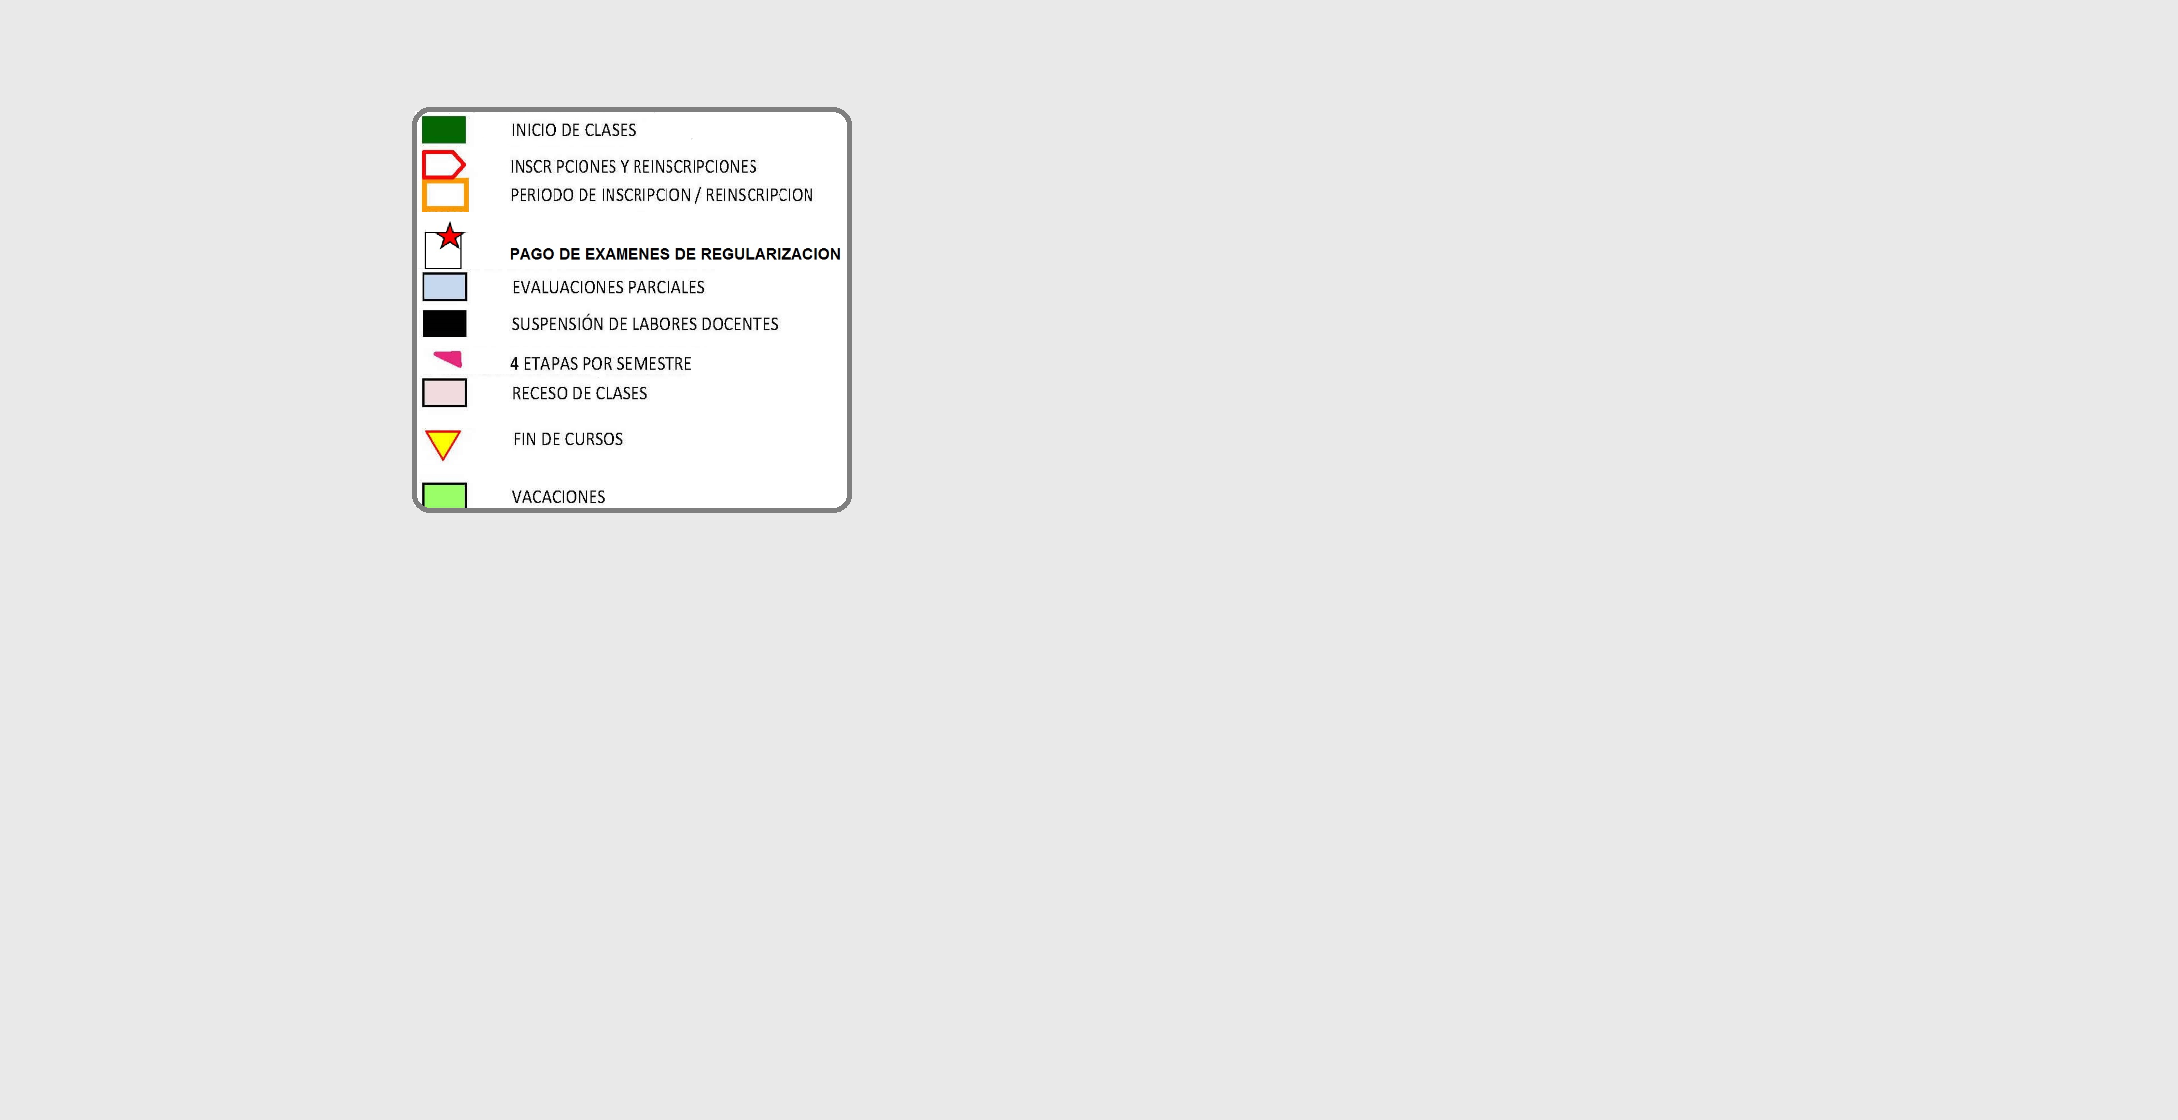 INICIO DE CLASES
INSCR PCIONES Y REINSCRIPCIONES
PERIODO DE INSCRIPCION / REINSCRIPCION
PAGO DE EXAMENES DE REGULARIZACION
EVALUACIONES PARCIALES
SUSPENSIÓN DE LABORES DOCENTES
4 ETAPAS POR SEMESTRE
RECESO DE CLASES
FIN DE CURSOS
VACACIONES